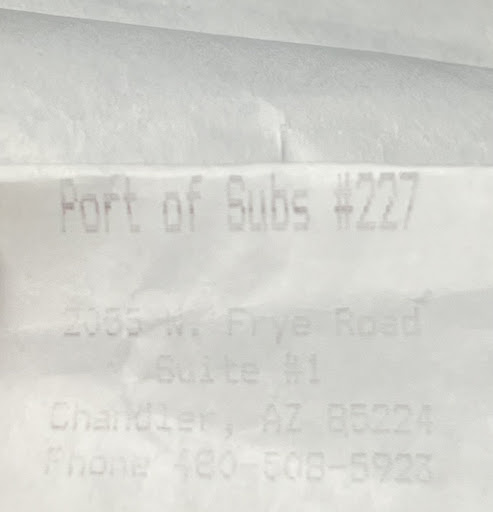 Port of Subs #227
2055 W. Frye Road
Suite #1
Chandler, AZ 85224
Phone 480-508-5923